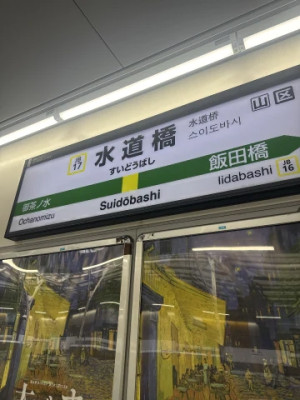 山 区
JB
17
水道橋
すいどうばし
水道桥
스이도바시
御茶ノ水
Ochanomizu
Suidōbashi
飯田橋
Iidabashi
JB
16